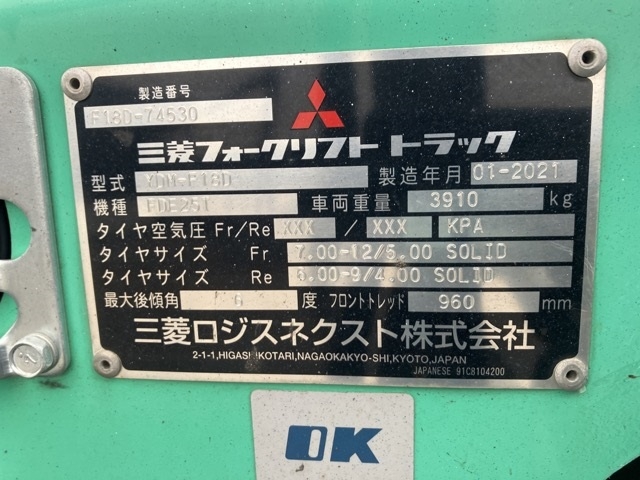 製造番号
F18D-74530
三菱フォークリフト トラック
型式 YDN-F18D 製造年月 01-2021
機種 FDE25T 車両重量 3910 kg
タイヤ空気圧 Fr/Re XXX / XXX KPA
タイヤサイズ Fr 7.00-12/5.00 SOLID
タイヤサイズ Re 6.00-9/4.00 SOLID
最大後傾角 6 度 フロントトレッド 960 mm
三菱ロジスネクスト株式会社
2-1-1,HIGASHIKOTARI,NAGAOKAKYO-SHI,KYOTO,JAPAN
JAPANESE 91C8104200
OK